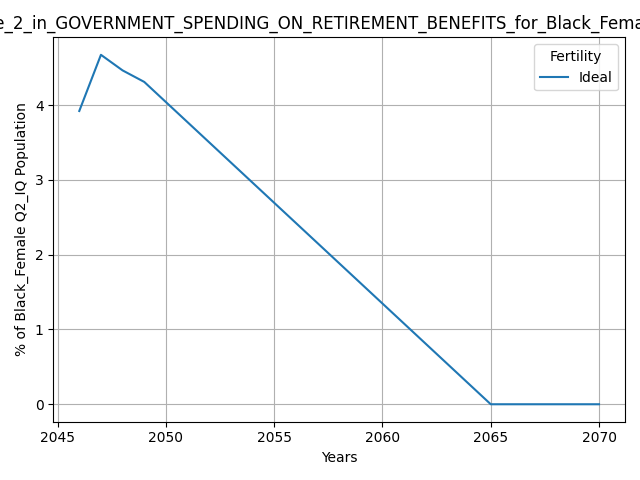 e_2_in_GOVERNMENT_SPENDING_ON_RETIREMENT_BENEFITS_for_Black_Fema
Fertility
Ideal
% of Black_Female Q2_IQ Population
4
3
2
1
0
2045 2050 2055 2060 2065 2070
Years